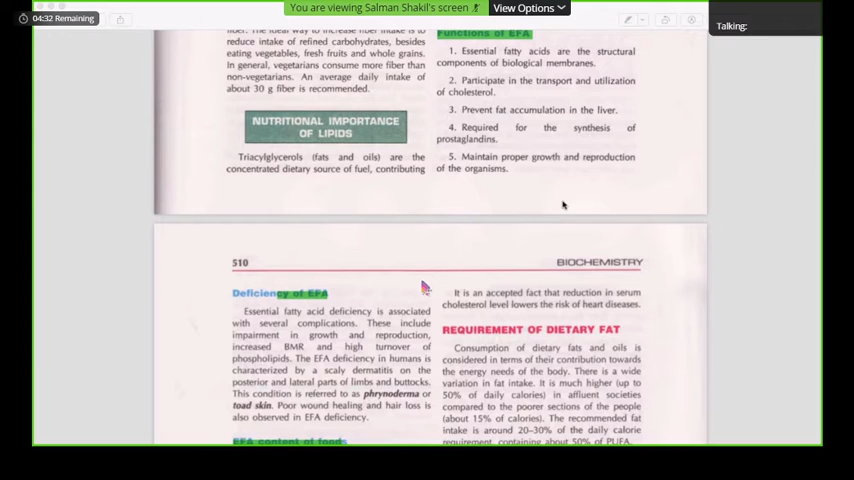 04:32 Remaining
You are viewing Salman Shakil's screen
View Options
Talking:
fiber. The ideal way to increase fiber intake is to
reduce intake of refined carbohydrates, besides
eating vegetables, fresh fruits and whole grains.
In general, vegetarians consume more fiber than
non-vegetarians. An average daily intake of
about 30 g fiber is recommended.
NUTRITIONAL IMPORTANCE
OF LIPIDS
Triacylglycerols (fats and oils) are the
concentrated dietary source of fuel, contributing
Functions of EFA
1. Essential fatty acids are the structural
components of biological membranes.
2. Participate in the transport and utilization
of cholesterol.
3. Prevent fat accumulation in the liver.
4. Required for the synthesis of
prostaglandins.
5. Maintain proper growth and reproduction
of the organisms.
510
BIOCHEMISTRY
Deficiency of EFA
Essential fatty acid deficiency is associated
with several complications. These include
impairment in growth and reproduction,
increased BMR and high turnover of
phospholipids. The EFA deficiency in humans is
characterized by a scaly dermatitis on the
posterior and lateral parts of limbs and buttocks.
This condition is referred to as phrynoderma or
toad skin. Poor wound healing and hair loss is
also observed in EFA deficiency.
EFA content of foods
It is an accepted fact that reduction in serum
cholesterol level lowers the risk of heart diseases.
REQUIREMENT OF DIETARY FAT
Consumption of dietary fats and oils is
considered in terms of their contribution towards
the energy needs of the body. There is a wide
variation in fat intake. It is much higher (up to
50% of daily calories) in affluent societies
compared to the poorer sections of the people
(about 15% of calories). The recommended fat
intake is around 20–30% of the daily calorie
requirement, containing about 50% of PUFA.